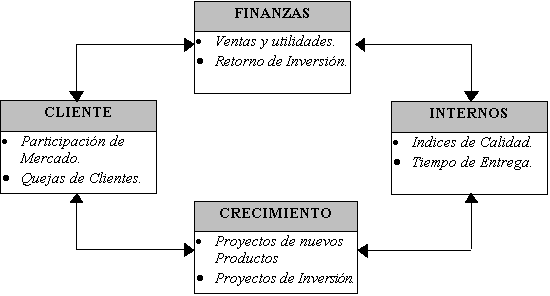 FINANZAS
• Ventas y utilidades.
• Retorno de Inversión.
CLIENTE
• Participación de
Mercado.
• Quejas de Clientes.
INTERNOS
• Indices de Calidad.
• Tiempo de Entrega.
CRECIMIENTO
• Proyectos de nuevos
Productos
• Proyectos de Inversión.